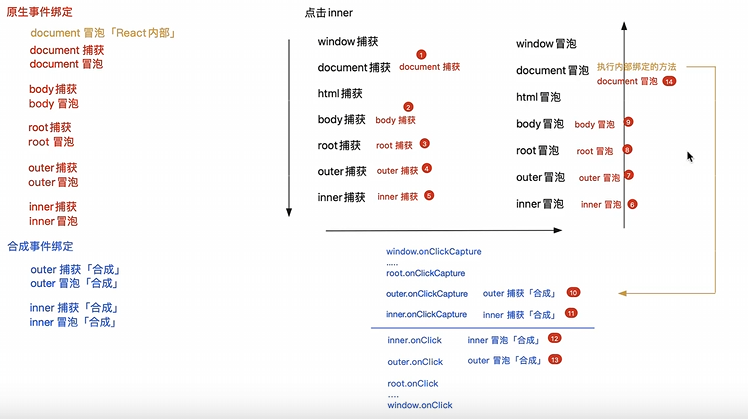 原生事件绑定
document 冒泡「React内部」
document 捕获
document 冒泡
body捕获
body 冒泡
root捕获
root 冒泡
outer捕获
outer冒泡
inner捕获
inner冒泡
合成事件绑定
outer 捕获「合成」
outer 冒泡「合成」
inner 捕获「合成」
inner 冒泡「合成」
点击inner
window捕获
1
document捕获 document 捕获
html捕获
2
body捕获 body 捕获
root捕获 root 捕获 3
outer捕获 outer 捕获 4
inner捕获 inner 捕获 5
window冒泡
document冒泡 执行内部绑定的方法
document 冒泡 14
html冒泡
body冒泡 body 冒泡 9
root冒泡 root 冒泡 8
outer冒泡 outer 冒泡 7
inner冒泡 inner 冒泡 6
window.onClickCapture
.....
root.onClickCapture
outer.onClickCapture outer 捕获「合成」 10
inner.onClickCapture inner 捕获「合成」 11
inner.onClick inner 冒泡「合成」 12
outer.onClick outer 冒泡「合成」 13
root.onClick
....
window.onClick